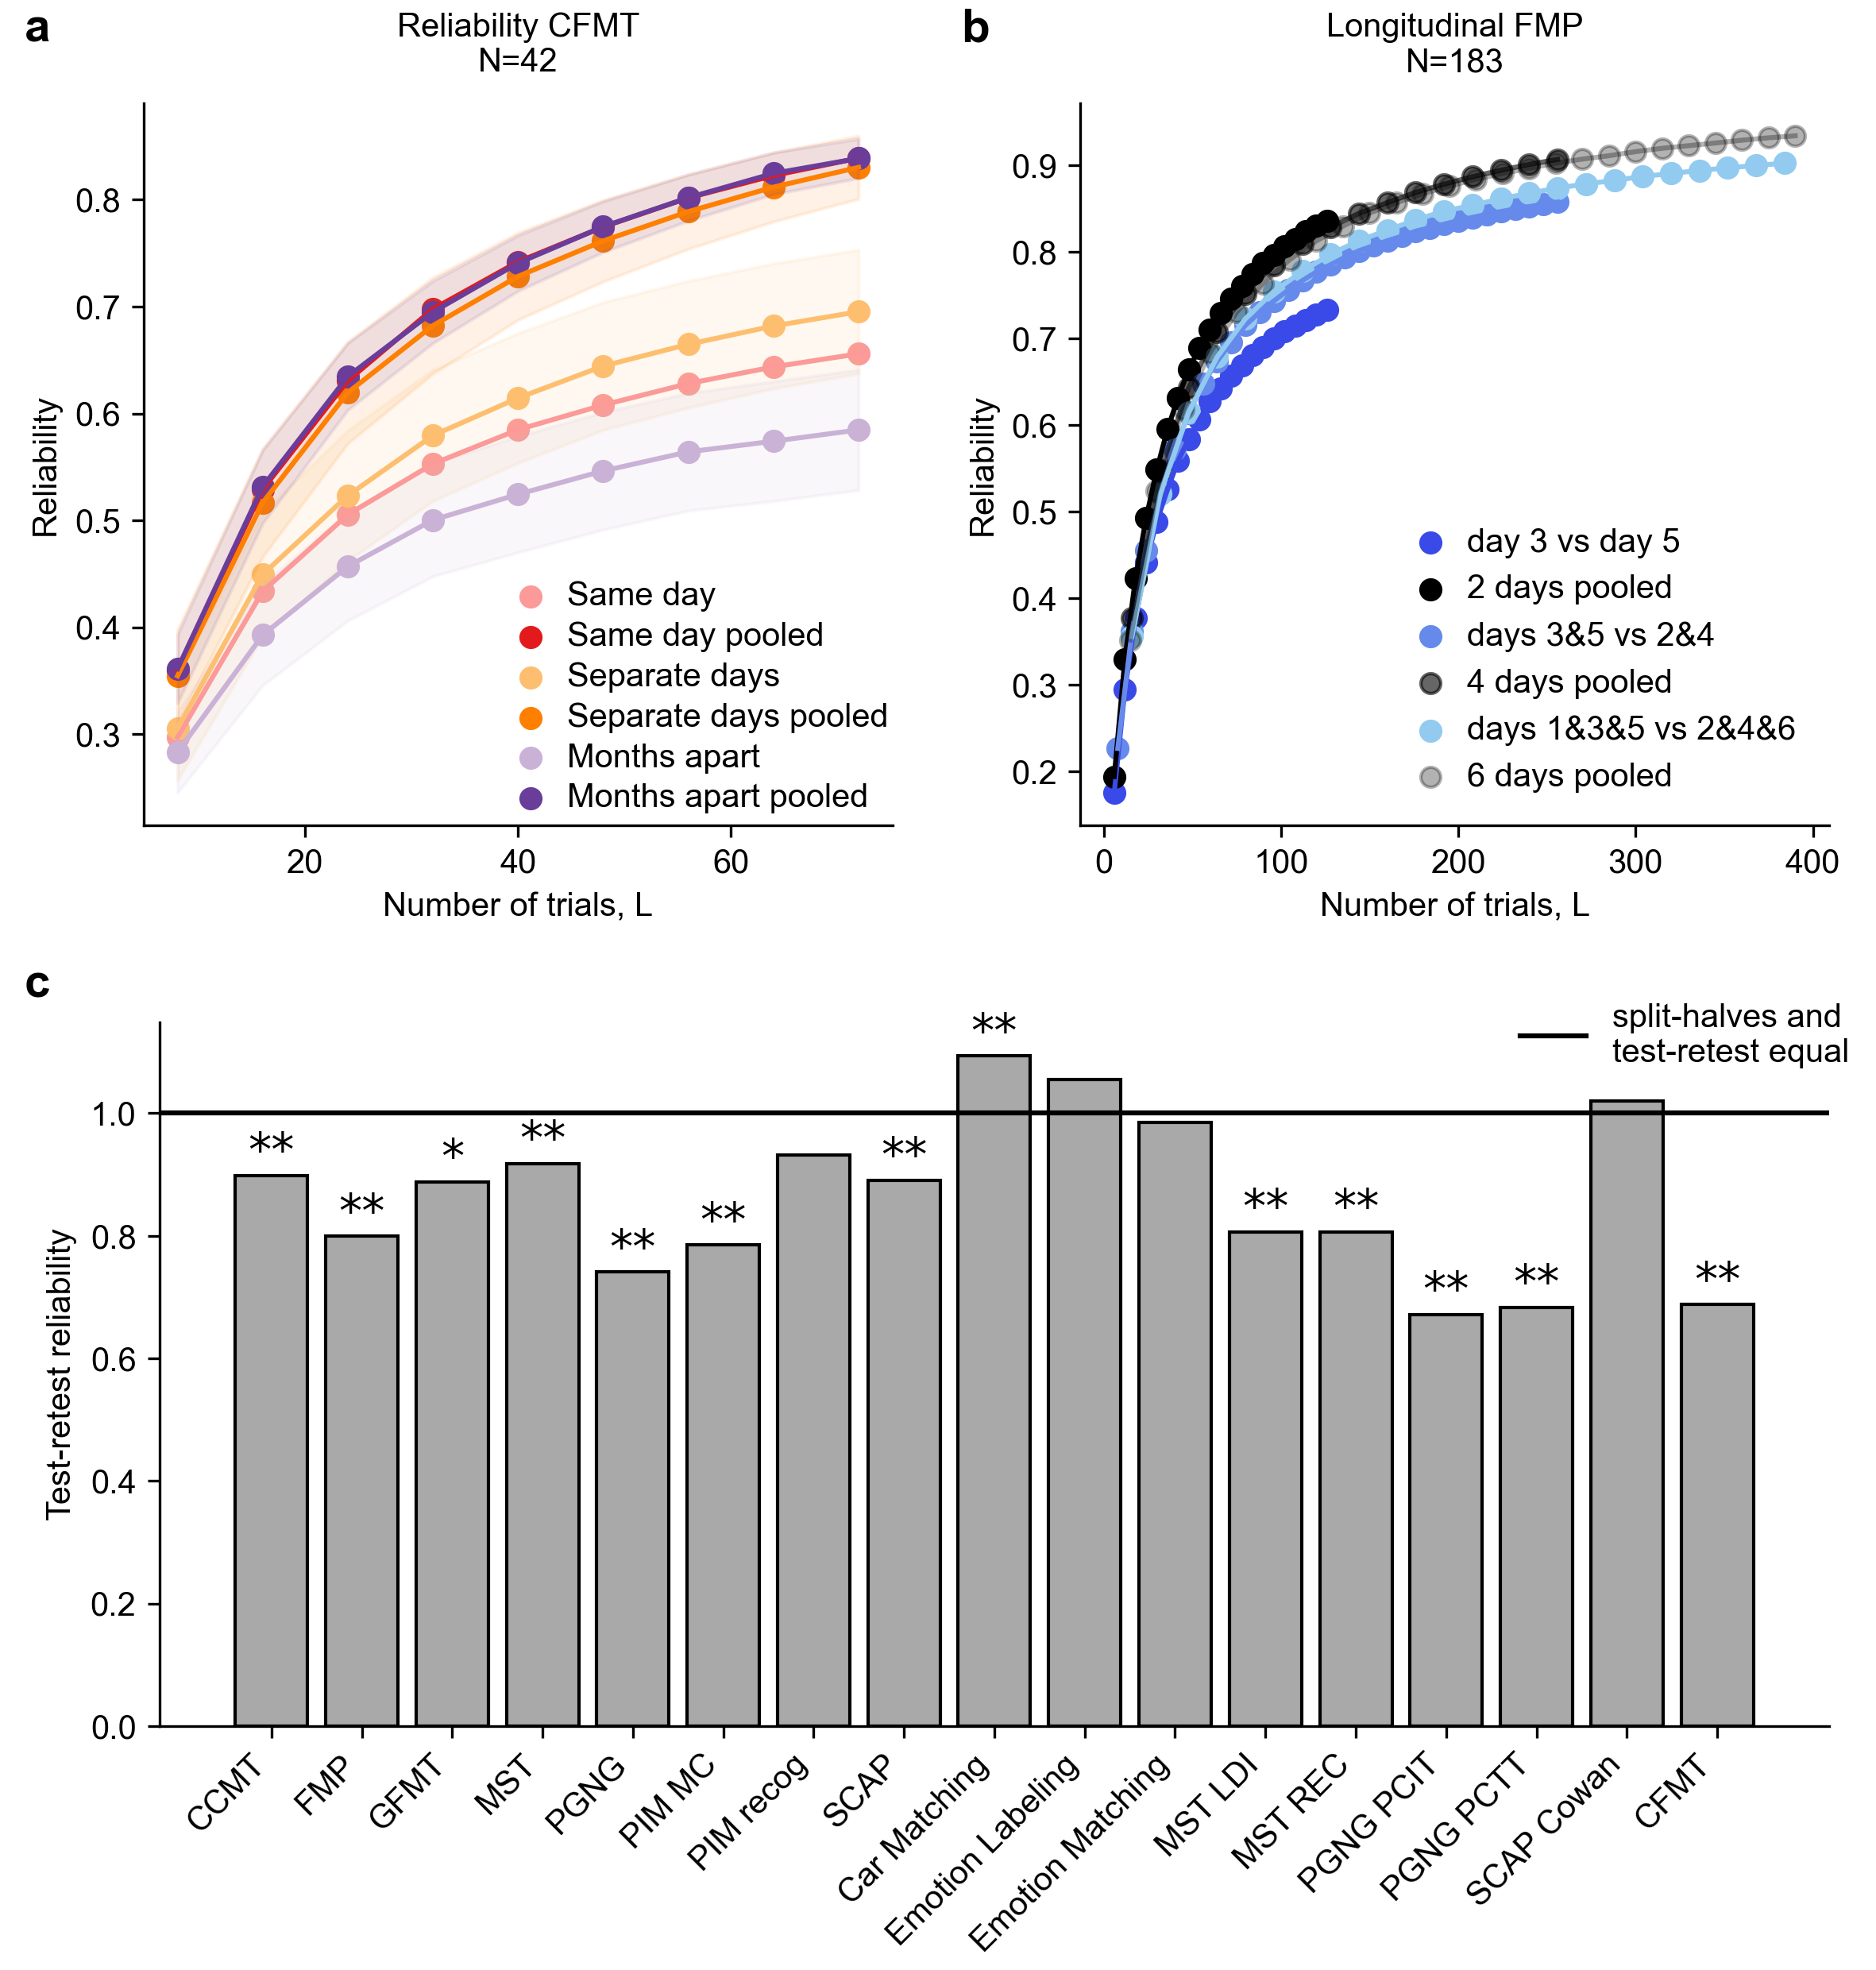 a
Reliability CFMT
N=42
Reliability
0.8
0.7
0.6
0.5
0.4
0.3
20
40
60
Number of trials, L
Same day
Same day pooled
Separate days
Separate days pooled
Months apart
Months apart pooled
b
Longitudinal FMP
N=183
Reliability
0.9
0.8
0.7
0.6
0.5
0.4
0.3
0.2
0
100
200
300
400
Number of trials, L
day 3 vs day 5
2 days pooled
days 3&5 vs 2&4
4 days pooled
days 1&3&5 vs 2&4&6
6 days pooled
c
split-halves and
test-retest equal
Test-retest reliability
1.0
0.8
0.6
0.4
0.2
0.0
**
**
*
**
**
**
**
**
**
**
**
**
**
CCMT
FMP
GFMT
MST
PGNG
PIM MC
PIM recog
SCAP
Car Matching
Emotion Labeling
Emotion Matching
MST LDI
MST REC
PGNG PCIT
PGNG PCTT
SCAP Cowan
CFMT